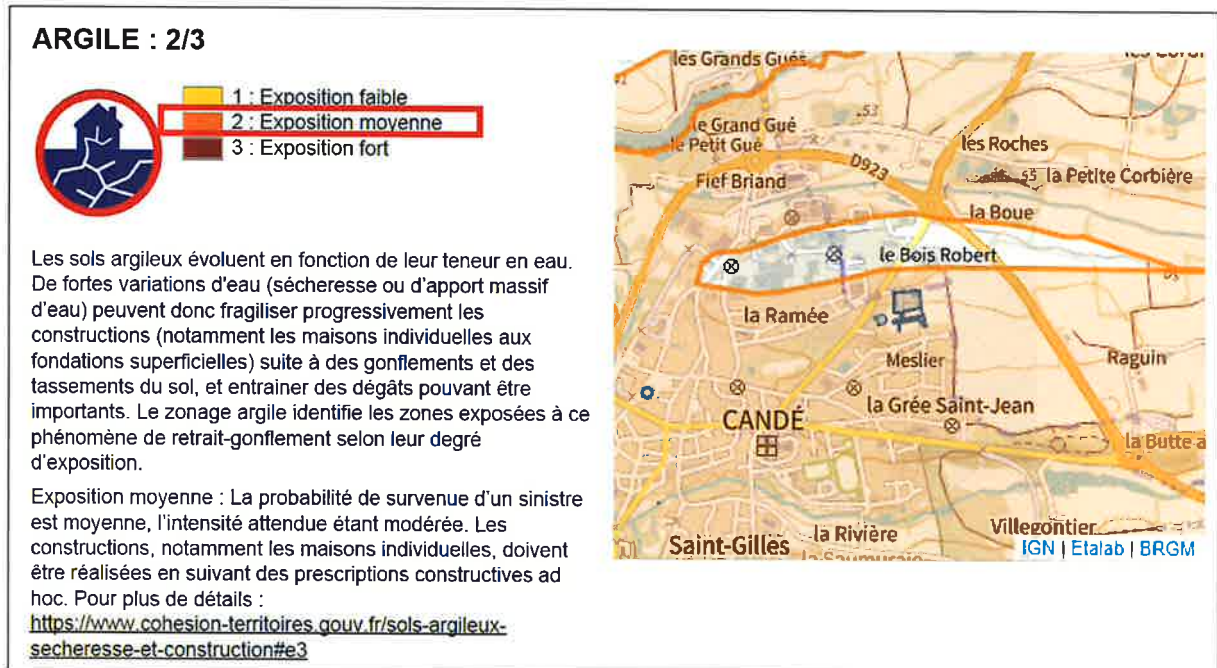 ARGILE : 2/3
1 : Exposition faible
2 : Exposition moyenne
3 : Exposition fort
Les sols argileux évoluent en fonction de leur teneur en eau.
De fortes variations d'eau (sécheresse ou d'apport massif
d'eau) peuvent donc fragiliser progressivement les
constructions (notamment les maisons individuelles aux
fondations superficielles) suite à des gonflements et des
tassements du sol, et entrainer des dégâts pouvant être
importants. Le zonage argile identifie les zones exposées à ce
phénomène de retrait-gonflement selon leur degré
d'exposition.
Exposition moyenne : La probabilité de survenue d'un sinistre
est moyenne, l'intensité attendue étant modérée. Les
constructions, notamment les maisons individuelles, doivent
être réalisées en suivant des prescriptions constructives ad
hoc. Pour plus de détails :
https://www.cohesion-territoires.gouv.fr/sols-argileux-
secheresse-et-construction#e3
les Grands Gués
le Grand Gué
53
le Petit Gué
les Roches
D923
Fief Briand
55 la Petite Corbière
la Boue
le Bois Robert
la Ramée
Meslier
Raguin
la Grée Saint-Jean
CANDÉ
la Butte a
la Rivière
Villegontier
Saint-Gilles
la Saumuraie
IGN | Etalab | BRGM